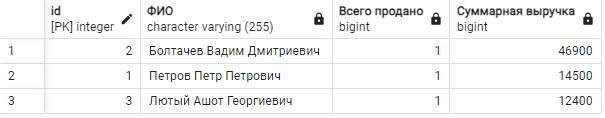 id ФИО Всего продано Суммарная выручка
[PK] integer character varying (255) bigint bigint
1 2 Болтачев Вадим Дмитриевич 1 46900
2 1 Петров Петр Петрович 1 14500
3 3 Лютый Ашот Георгиевич 1 12400